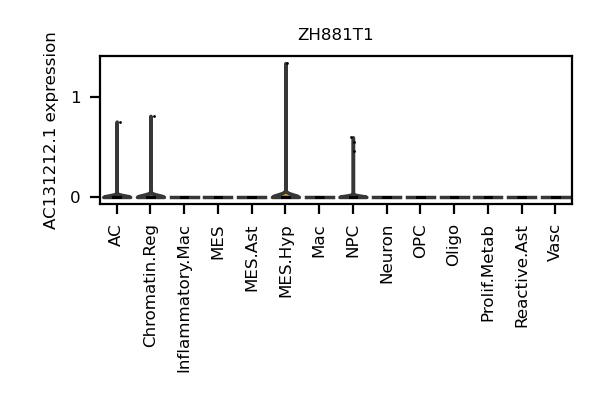 ZH881T1
AC131212.1 expression
1
0
AC
Chromatin.Reg
Inflammatory.Mac
MES
MES.Ast
MES.Hyp
Mac
NPC
Neuron
OPC
Oligo
Prolif.Metab
Reactive.Ast
Vasc